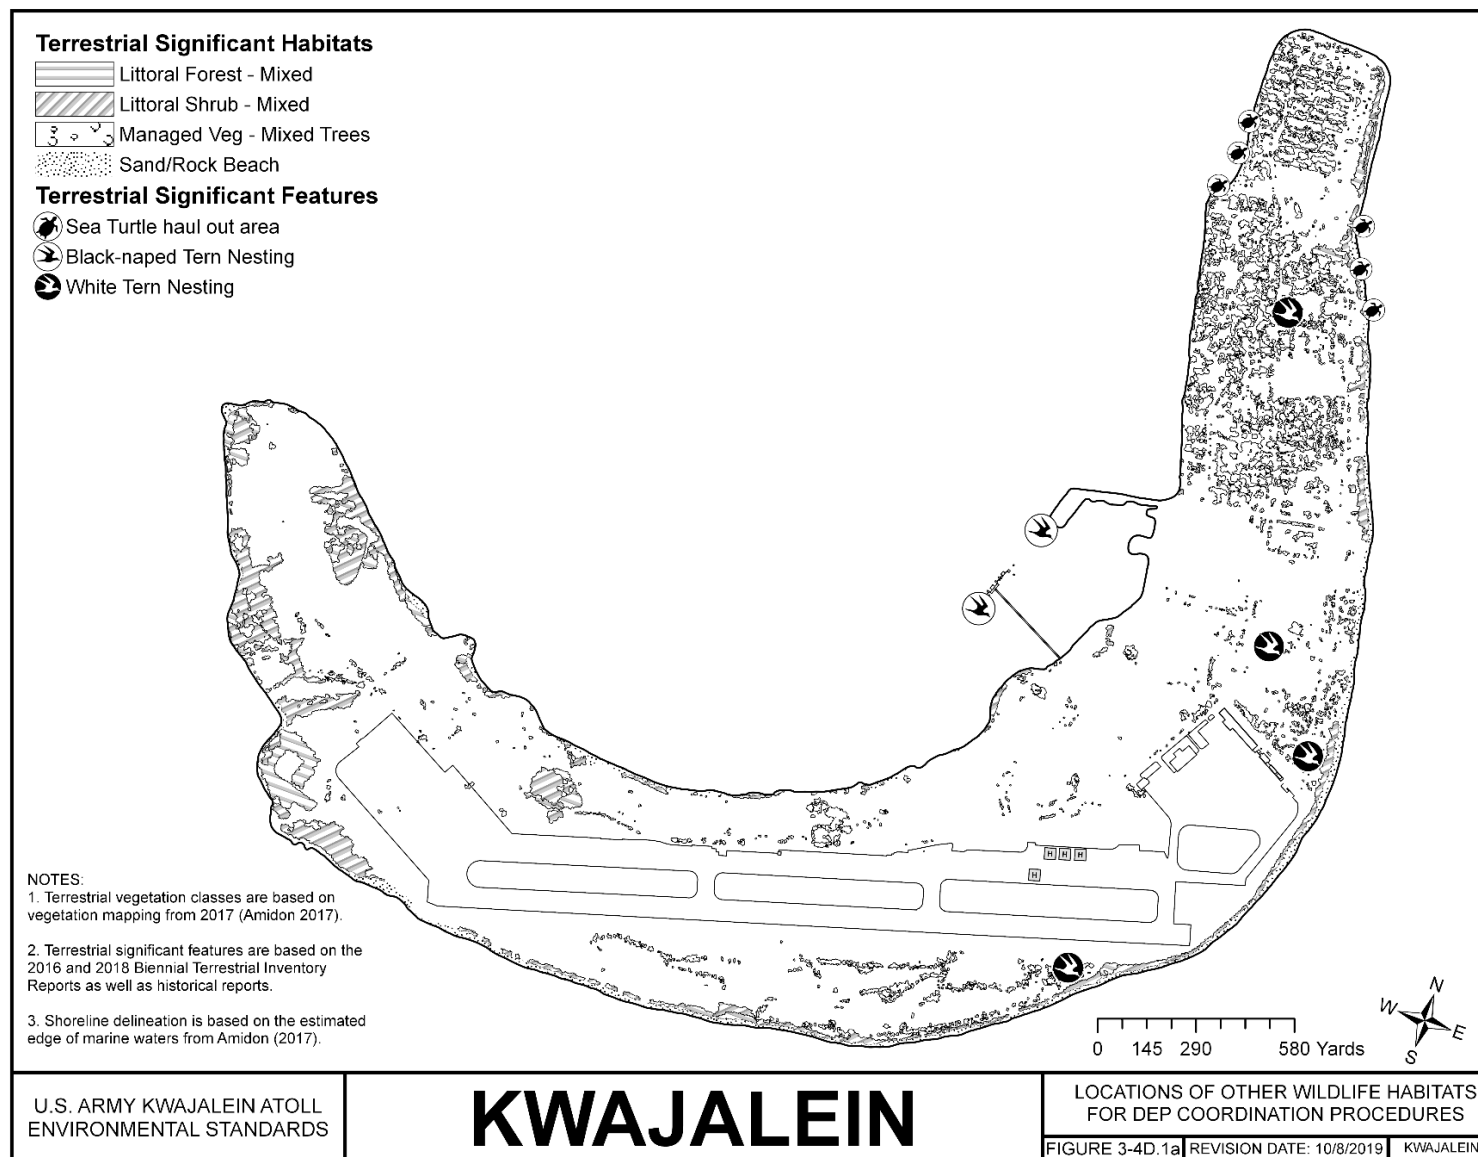 Terrestrial Significant Habitats
Littoral Forest - Mixed
Littoral Shrub - Mixed
Managed Veg - Mixed Trees
Sand/Rock Beach
Terrestrial Significant Features
Sea Turtle haul out area
Black-naped Tern Nesting
White Tern Nesting
H H H
H
NOTES:
1. Terrestrial vegetation classes are based on
vegetation mapping from 2017 (Amidon 2017).
2. Terrestrial significant features are based on the
2016 and 2018 Biennial Terrestrial Inventory
Reports as well as historical reports.
3. Shoreline delineation is based on the estimated
edge of marine waters from Amidon (2017).
0 145 290 580 Yards
N
W
E
S
U.S. ARMY KWAJALEIN ATOLL
ENVIRONMENTAL STANDARDS
KWAJALEIN
LOCATIONS OF OTHER WILDLIFE HABITATS
FOR DEP COORDINATION PROCEDURES
FIGURE 3-4D.1a REVISION DATE: 10/8/2019 KWAJALEIN